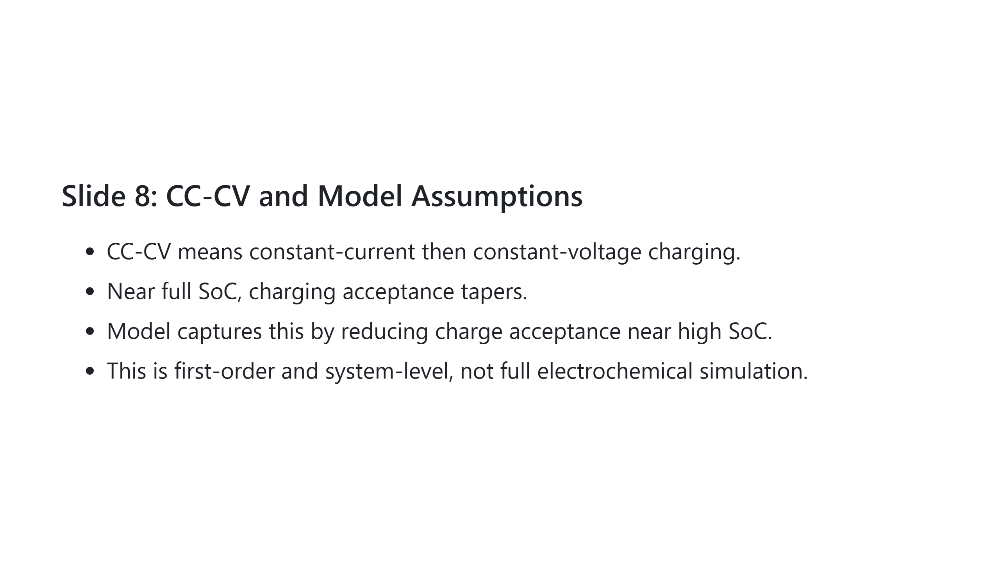 Slide 8: CC-CV and Model Assumptions
• CC-CV means constant-current then constant-voltage charging.
• Near full SoC, charging acceptance tapers.
• Model captures this by reducing charge acceptance near high SoC.
• This is first-order and system-level, not full electrochemical simulation.